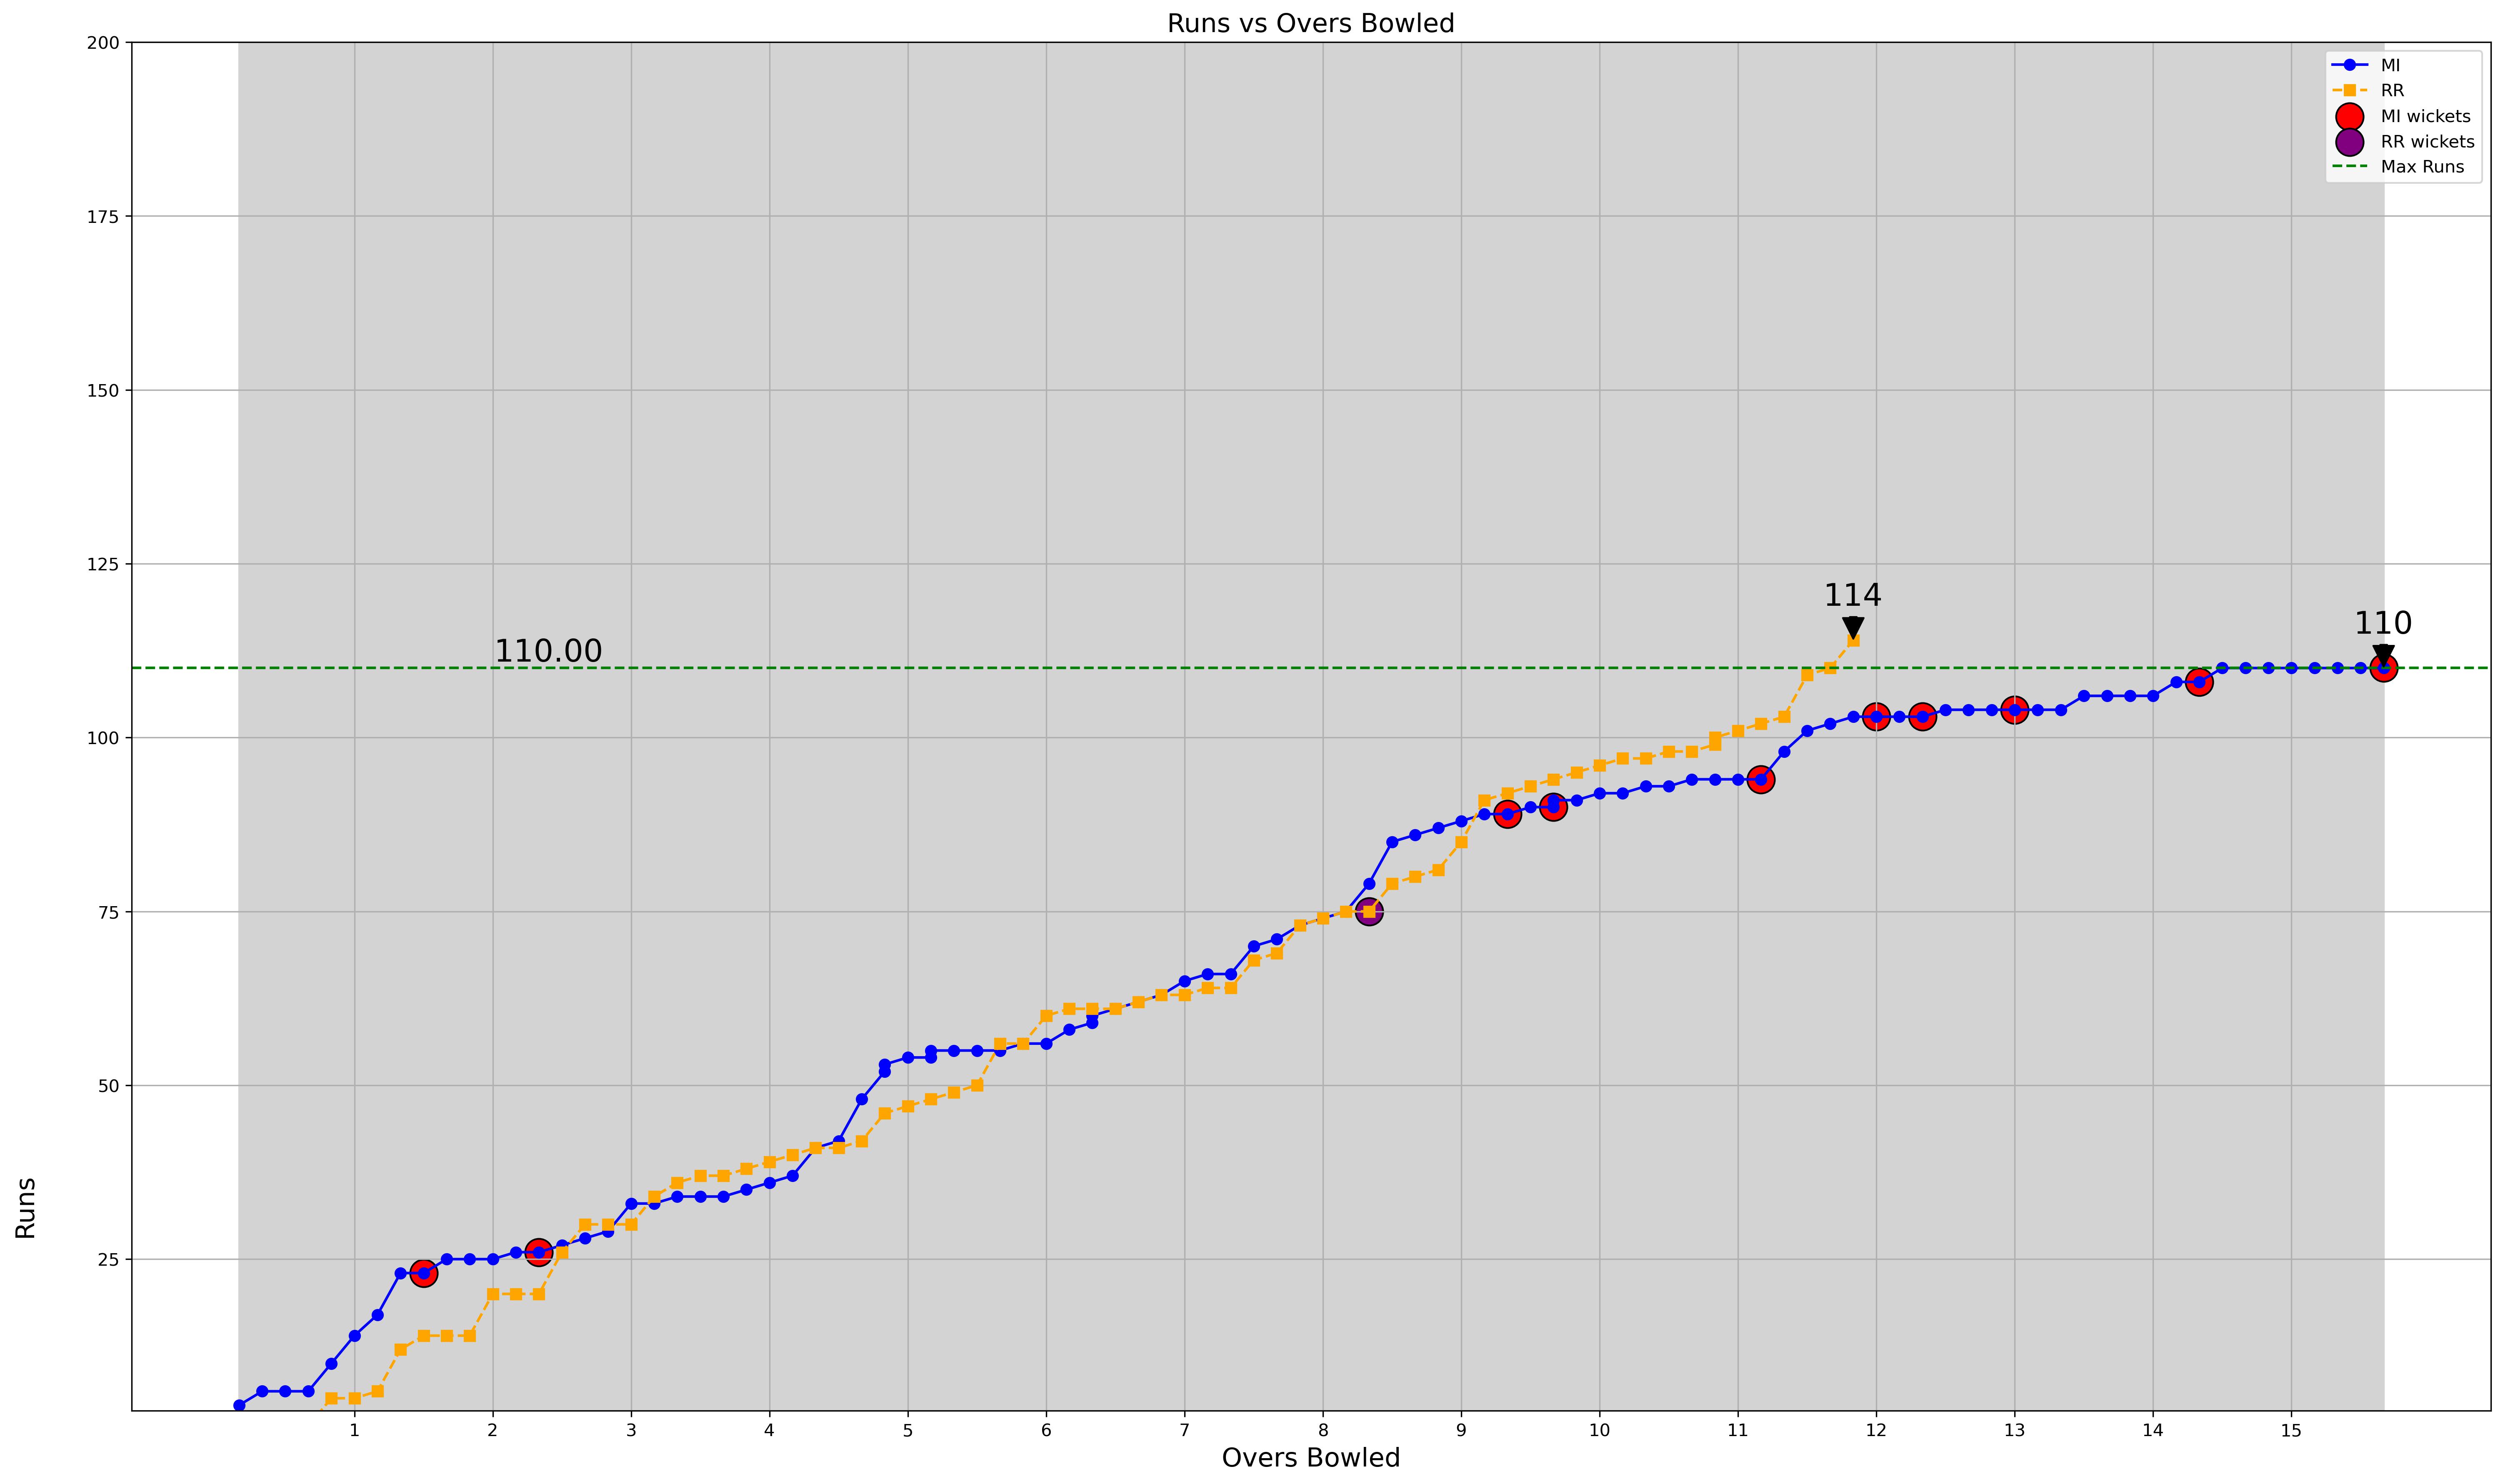 Runs vs Overs Bowled
200
175
150
125
100
75
50
25
Runs
MI
RR
MI wickets
RR wickets
Max Runs
114
110
110.00
1 2 3 4 5 6 7 8 9 10 11 12 13 14 15
Overs Bowled